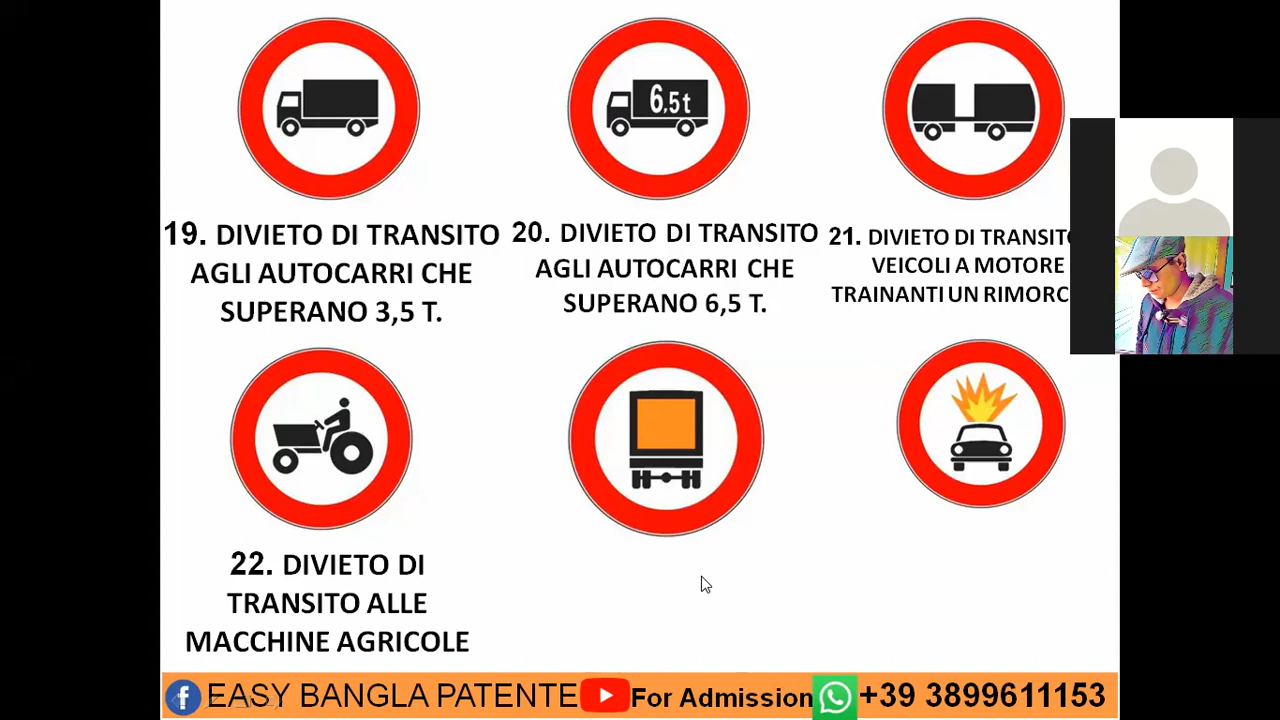 6.5t
19. DIVIETO DI TRANSITO
AGLI AUTOCARRI CHE
SUPERANO 3,5 T.
20. DIVIETO DI TRANSITO
AGLI AUTOCARRI CHE
SUPERANO 6,5 T.
21. DIVIETO DI TRANSITO
VEICOLI A MOTORE
TRAINANTI UN RIMORC
22. DIVIETO DI
TRANSITO ALLE
MACCHINE AGRICOLE
EASY BANGLA PATENTE For Admission +39 3899611153